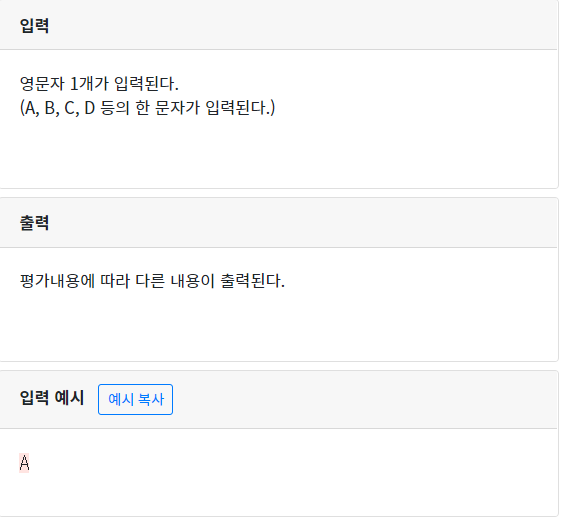 입력
영문자 1개가 입력된다.
(A, B, C, D 등의 한 문자가 입력된다.)
출력
평가내용에 따라 다른 내용이 출력된다.
입력 예시 예시 복사
A